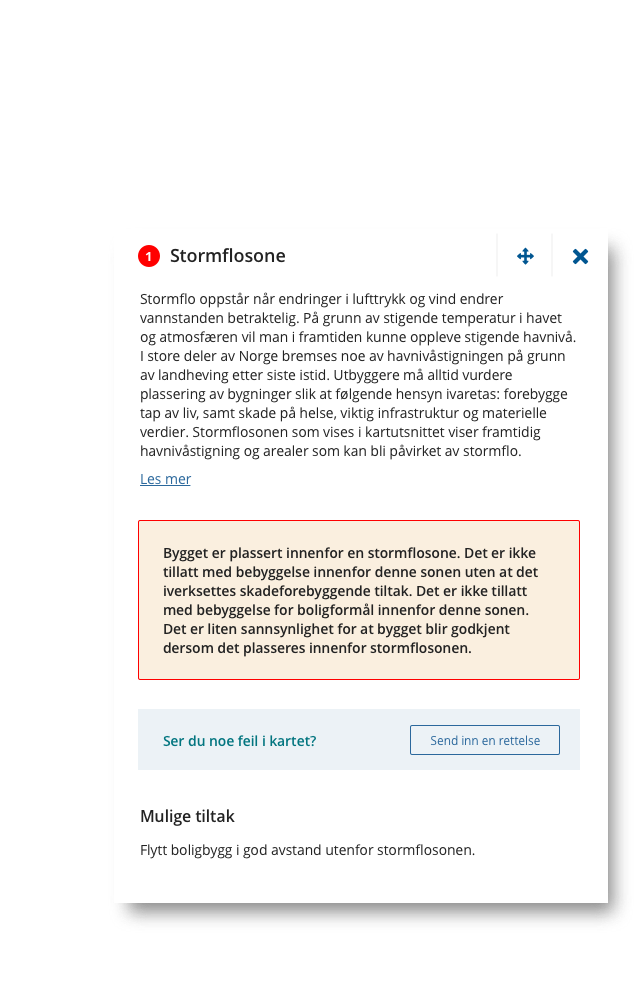 1 Stormflosone
Stormflo oppstår når endringer i lufttrykk og vind endrer
vannstanden betraktelig. På grunn av stigende temperatur i havet
og atmosfæren vil man i framtiden kunne oppleve stigende havnivå.
I store deler av Norge bremses noe av havnivåstigningen på grunn
av landheving etter siste istid. Utbyggere må alltid vurdere
plassering av bygninger slik at følgende hensyn ivaretas: forebygge
tap av liv, samt skade på helse, viktig infrastruktur og materielle
verdier. Stormflosonen som vises i kartutsnittet viser framtidig
havnivåstigning og arealer som kan bli påvirket av stormflo.
Les mer
Bygget er plassert innenfor en stormflosone. Det er ikke
tillatt med bebyggelse innenfor denne sonen uten at det
iverksettes skadeforebyggende tiltak. Det er ikke tillatt
med bebyggelse for boligformål innenfor denne sonen.
Det er liten sannsynlighet for at bygget blir godkjent
dersom det plasseres innenfor stormflosonen.
Ser du noe feil i kartet? Send inn en rettelse
Mulige tiltak
Flytt boligbygg i god avstand utenfor stormflosonen.